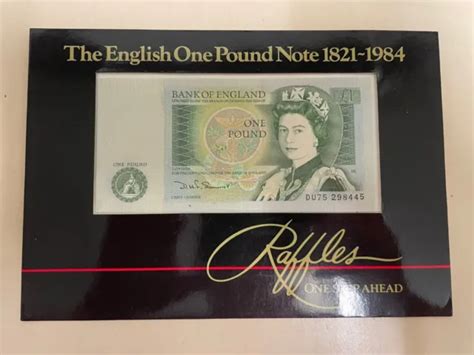 The English One Pound Note 1821-1984
BANK OF ENGLAND
£1
ONE
POUND
ONE POUND
DU75 298445
Raffles
ONE STEP AHEAD